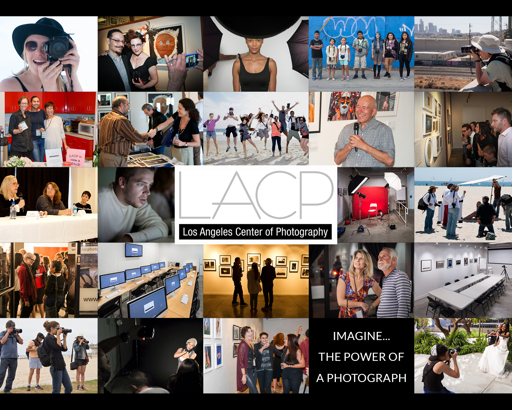 LACP
Los Angeles Center of Photography
IMAGINE...
THE POWER OF
A PHOTOGRAPH